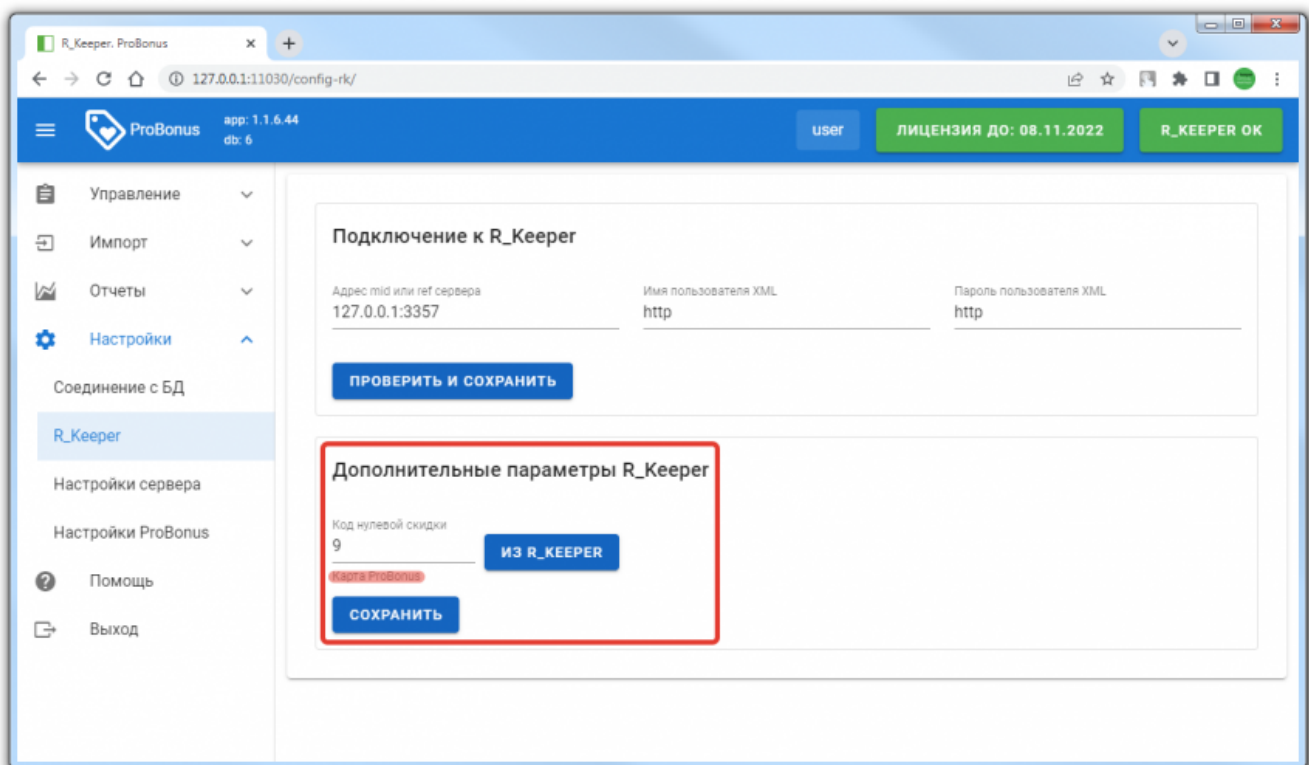 R_Keeper. ProBonus
127.0.0.1:11030/config-rk/
ProBonus
app: 1.1.6.44
db: 6
user
ЛИЦЕНЗИЯ ДО: 08.11.2022
R_KEEPER OK
Управление
Импорт
Отчеты
Настройки
Соединение с БД
R_Keeper
Настройки сервера
Настройки ProBonus
Помощь
Выход
Подключение к R_Keeper
Адрес mid или ref сервера
127.0.0.1:3357
Имя пользователя XML
http
Пароль пользователя XML
http
ПРОВЕРИТЬ И СОХРАНИТЬ
Дополнительные параметры R_Keeper
Код нулевой скидки
9
ИЗ R_KEEPER
Карта ProBonus
СОХРАНИТЬ